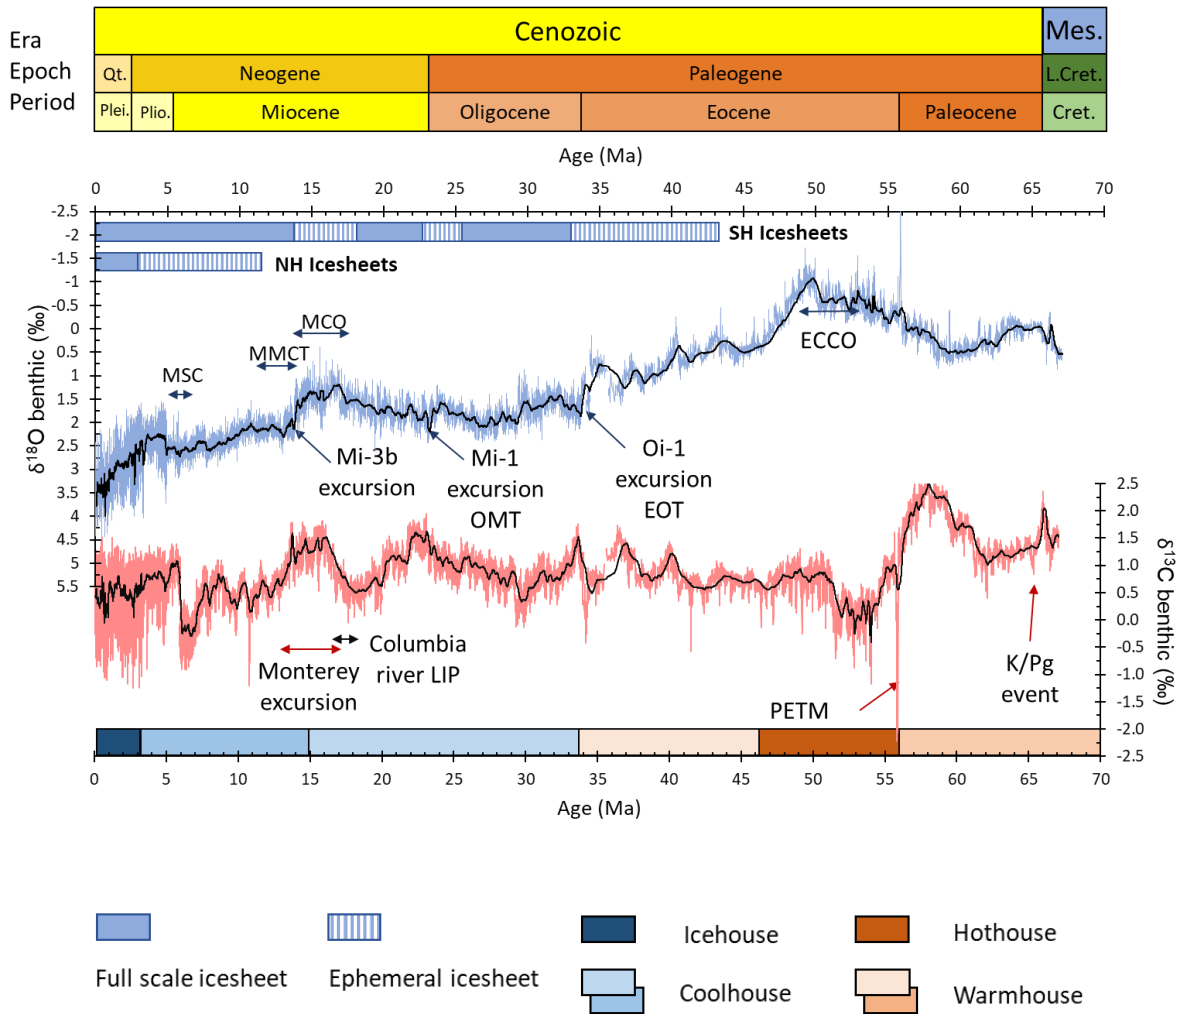 Era
Epoch
Period
Cenozoic
Mes.
Qt.
Neogene
Paleogene
L.Cret.
Plei.
Plio.
Miocene
Oligocene
Eocene
Paleocene
Cret.
Age (Ma)
0 5 10 15 20 25 30 35 40 45 50 55 60 65 70
-2.5
-2
-1.5
-1
-0.5
0
0.5
1
1.5
2
2.5
3
3.5
4
4.5
5
5.5
δ18O benthic (‰)
SH Icesheets
NH Icesheets
MCO
MMCT
MSC
ECCO
Mi-3b
excursion
Mi-1
excursion
OMT
Oi-1
excursion
EOT
2.5
2.0
1.5
1.0
0.5
0.0
-0.5
-1.0
-1.5
-2.0
-2.5
δ13C benthic (‰)
Columbia
river LIP
Monterey
excursion
PETM
K/Pg
event
0 5 10 15 20 25 30 35 40 45 50 55 60 65 70
Age (Ma)
Full scale icesheet
Ephemeral icesheet
Icehouse
Coolhouse
Hothouse
Warmhouse